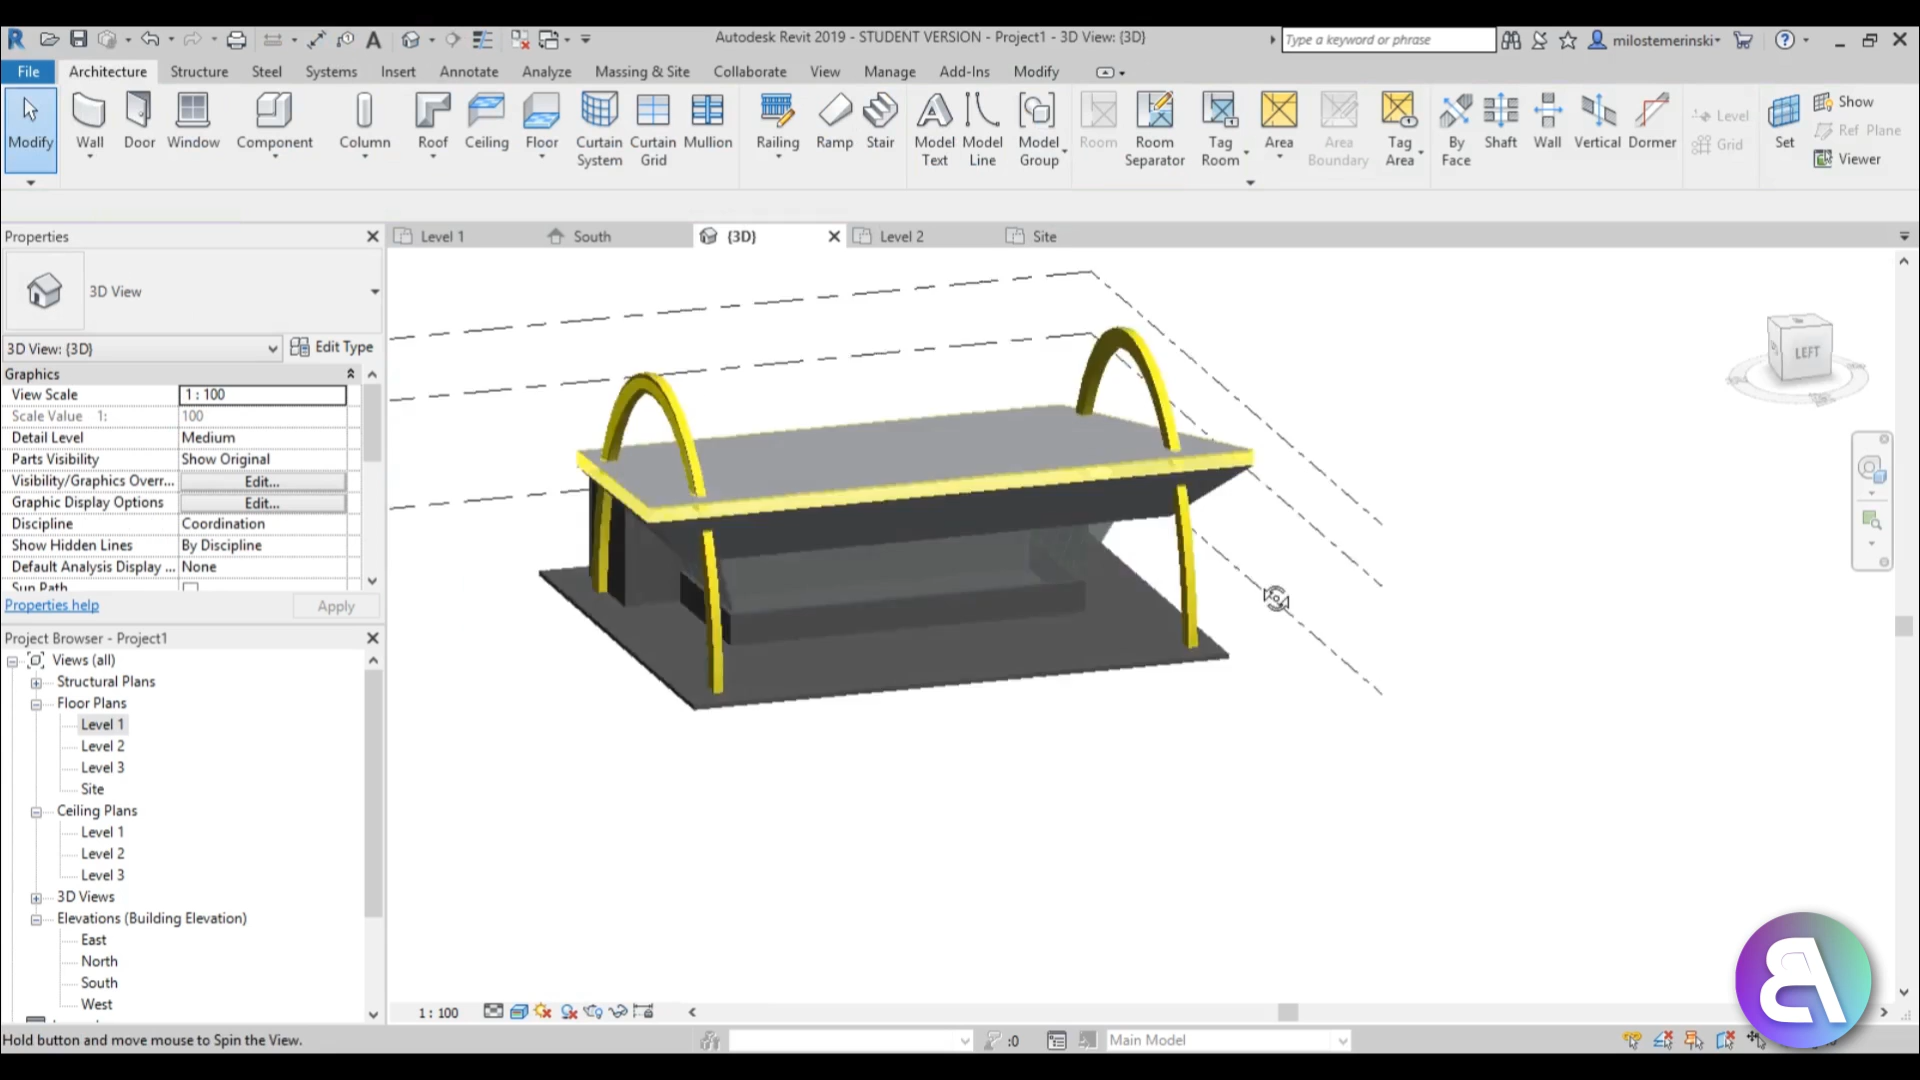 Autodesk Revit 2019 - STUDENT VERSION - Project1 - 3D View: {3D}
Type a keyword or phrase
milostemerinski
File Architecture Structure Steel Systems Insert Annotate Analyze Massing & Site Collaborate View Manage Add-Ins Modify
Modify Wall Door Window Component Column Roof Ceiling Floor Curtain System Curtain Grid Mullion Railing Ramp Stair Model Text Model Line Model Group Room Room Separator Tag Room Area Area Boundary Tag Area By Face Shaft Wall Vertical Dormer Level Grid Set Show Ref Plane Viewer
Properties
Level 1 South {3D} Level 2 Site
3D View
3D View: {3D} Edit Type
Graphics
View Scale 1 : 100
Scale Value 1: 100
Detail Level Medium
Parts Visibility Show Original
Visibility/Graphics Overr... Edit...
Graphic Display Options Edit...
Discipline Coordination
Show Hidden Lines By Discipline
Default Analysis Display ... None
Sun Path
Properties help Apply
Project Browser - Project1
Views (all)
Structural Plans
Floor Plans
Level 1
Level 2
Level 3
Site
Ceiling Plans
Level 1
Level 2
Level 3
3D Views
Elevations (Building Elevation)
East
North
South
West
LEFT
1 : 100
Hold button and move mouse to Spin the View.
:0
Main Model